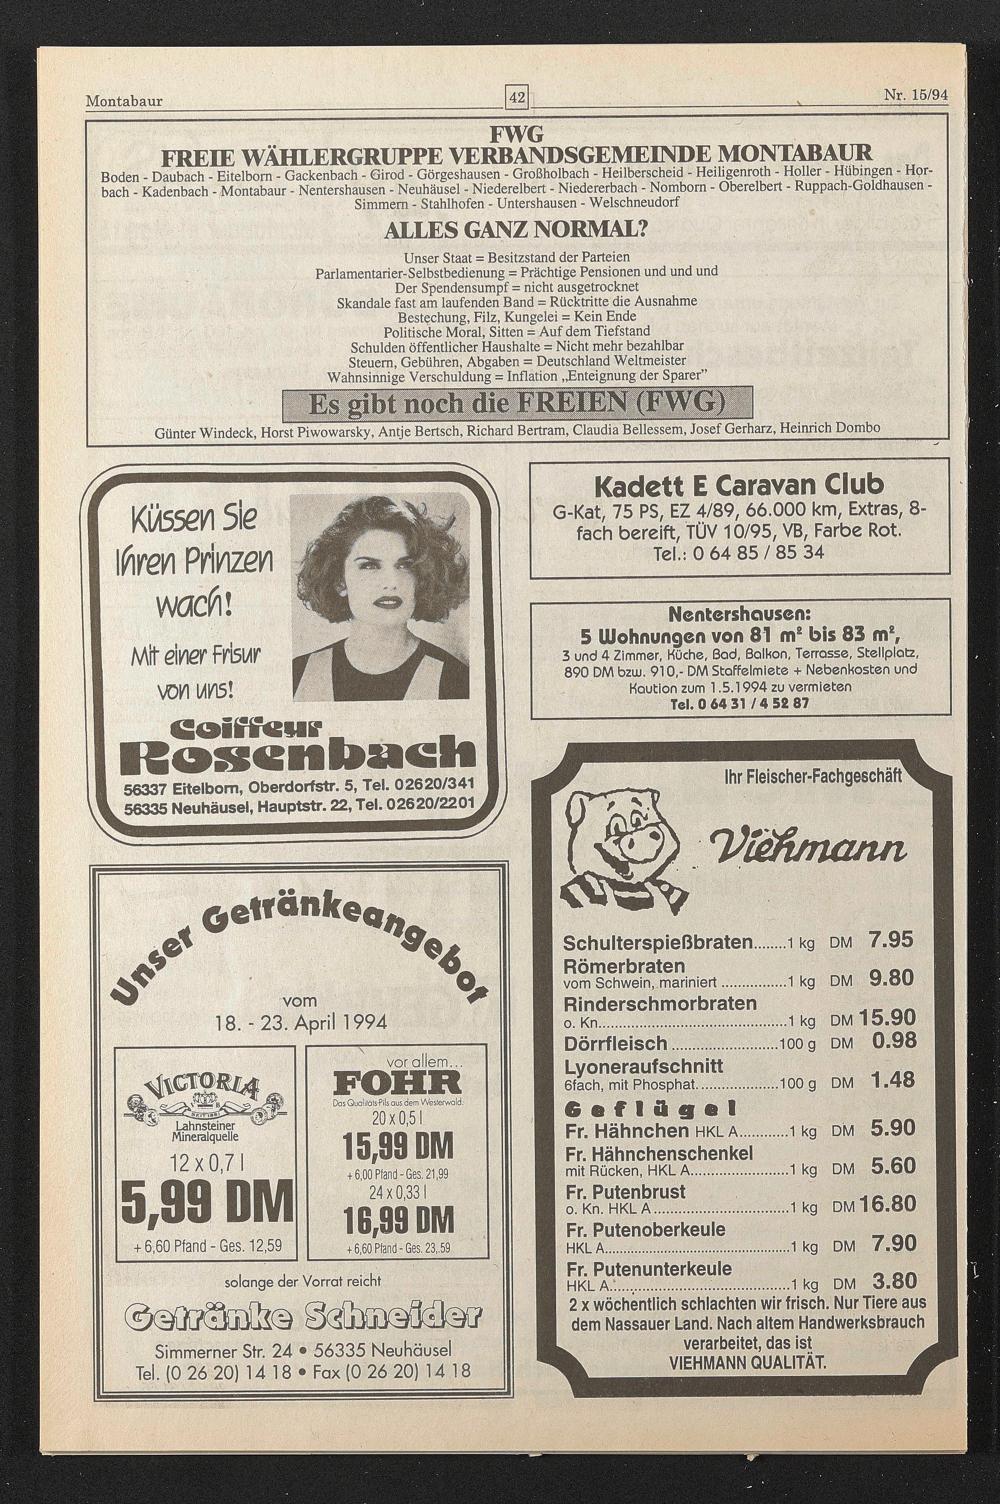 Montabaur
42
Nr. 15/94
FWG
FREIE WÄHLERGRUPPE VERBANDSGEMEINDE MONTABAUR
Boden - Daubach - Eitelborn - Gackenbach - Girod - Görgeshausen - Großholbach - Heilberscheid - Heiligenroth - Holler - Hübingen - Hor-
bach - Kadenbach - Montabaur - Nentershausen - Neuhäusel - Niederelbert - Niedererbach - Nomborn - Oberelbert - Ruppach-Goldhausen -
Simmern - Stahlhofen - Untershausen - Welschneudorf
ALLES GANZ NORMAL?
Unser Staat = Besitzstand der Parteien
Parlamentarier-Selbstbedienung = Prächtige Pensionen und und und
Der Spendensumpf = nicht ausgetrocknet
Skandale fast am laufenden Band = Rücktritte die Ausnahme
Bestechung, Filz, Kungelei = Kein Ende
Politische Moral, Sitten = Auf dem Tiefstand
Schulden öffentlicher Haushalte = Nicht mehr bezahlbar
Steuern, Gebühren, Abgaben = Deutschland Weltmeister
Wahnsinnige Verschuldung = Inflation „Enteignung der Sparer”
Es gibt noch die FREIEN (FWG)
Günter Windeck, Horst Piwowarsky, Antje Bertsch, Richard Bertram, Claudia Bellessem, Josef Gerharz, Heinrich Dombo
Küssen Sie
Ihren Prinzen
wach!
Mit einer Frisur
von uns!
Coiffeur
Rosenbach
56337 Eitelborn, Oberdorfstr. 5, Tel. 02620/341
56335 Neuhäusel, Hauptstr. 22, Tel. 02620/2201
Kadett E Caravan Club
G-Kat, 75 PS, EZ 4/89, 66.000 km, Extras, 8-
fach bereift, TÜV 10/95, VB, Farbe Rot.
Tel.: 0 64 85 / 85 34
Nentershausen:
5 Wohnungen von 81 m² bis 83 m²,
3 und 4 Zimmer, Küche, Bad, Balkon, Terrasse, Stellplatz,
890 DM bzw. 910,- DM Staffelmiete + Nebenkosten und
Kaution zum 1.5.1994 zu vermieten
Tel. 0 64 31 / 4 52 87
Unser Getränkeangebot
vom
18. - 23. April 1994
VICTORIA
SEIT 1891
Lahnsteiner
Mineralquelle
12 x 0,7 l
5,99 DM
+ 6,60 Pfand - Ges. 12,59
vor allem...
FOHR
Das Qualitäts-Pils aus dem Westerwald.
20 x 0,5 l
15,99 DM
+ 6,00 Pfand - Ges. 21,99
24 x 0,33 l
16,99 DM
+ 6,60 Pfand - Ges. 23,59
solange der Vorrat reicht
Getränke Schneider
Simmerner Str. 24 • 56335 Neuhäusel
Tel. (0 26 20) 14 18 • Fax (0 26 20) 14 18
Ihr Fleischer-Fachgeschäft
Viehmann
Schulterspießbraten........1 kg DM 7.95
Römerbraten
vom Schwein, mariniert ................1 kg DM 9.80
Rinderschmorbraten
o. Kn..............................................1 kg DM 15.90
Dörrfleisch ..........................100 g DM 0.98
Lyoneraufschnitt
6fach, mit Phosphat....................100 g DM 1.48
Geflügel
Fr. Hähnchen HKL A............1 kg DM 5.90
Fr. Hähnchenschenkel
mit Rücken, HKL A........................1 kg DM 5.60
Fr. Putenbrust
o. Kn. HKL A..................................1 kg DM 16.80
Fr. Putenoberkeule
HKL A.............................................1 kg DM 7.90
Fr. Putenunterkeule
HKL A.............................................1 kg DM 3.80
2 x wöchentlich schlachten wir frisch. Nur Tiere aus
dem Nassauer Land. Nach altem Handwerksbrauch
verarbeitet, das ist
VIEHMANN QUALITÄT.